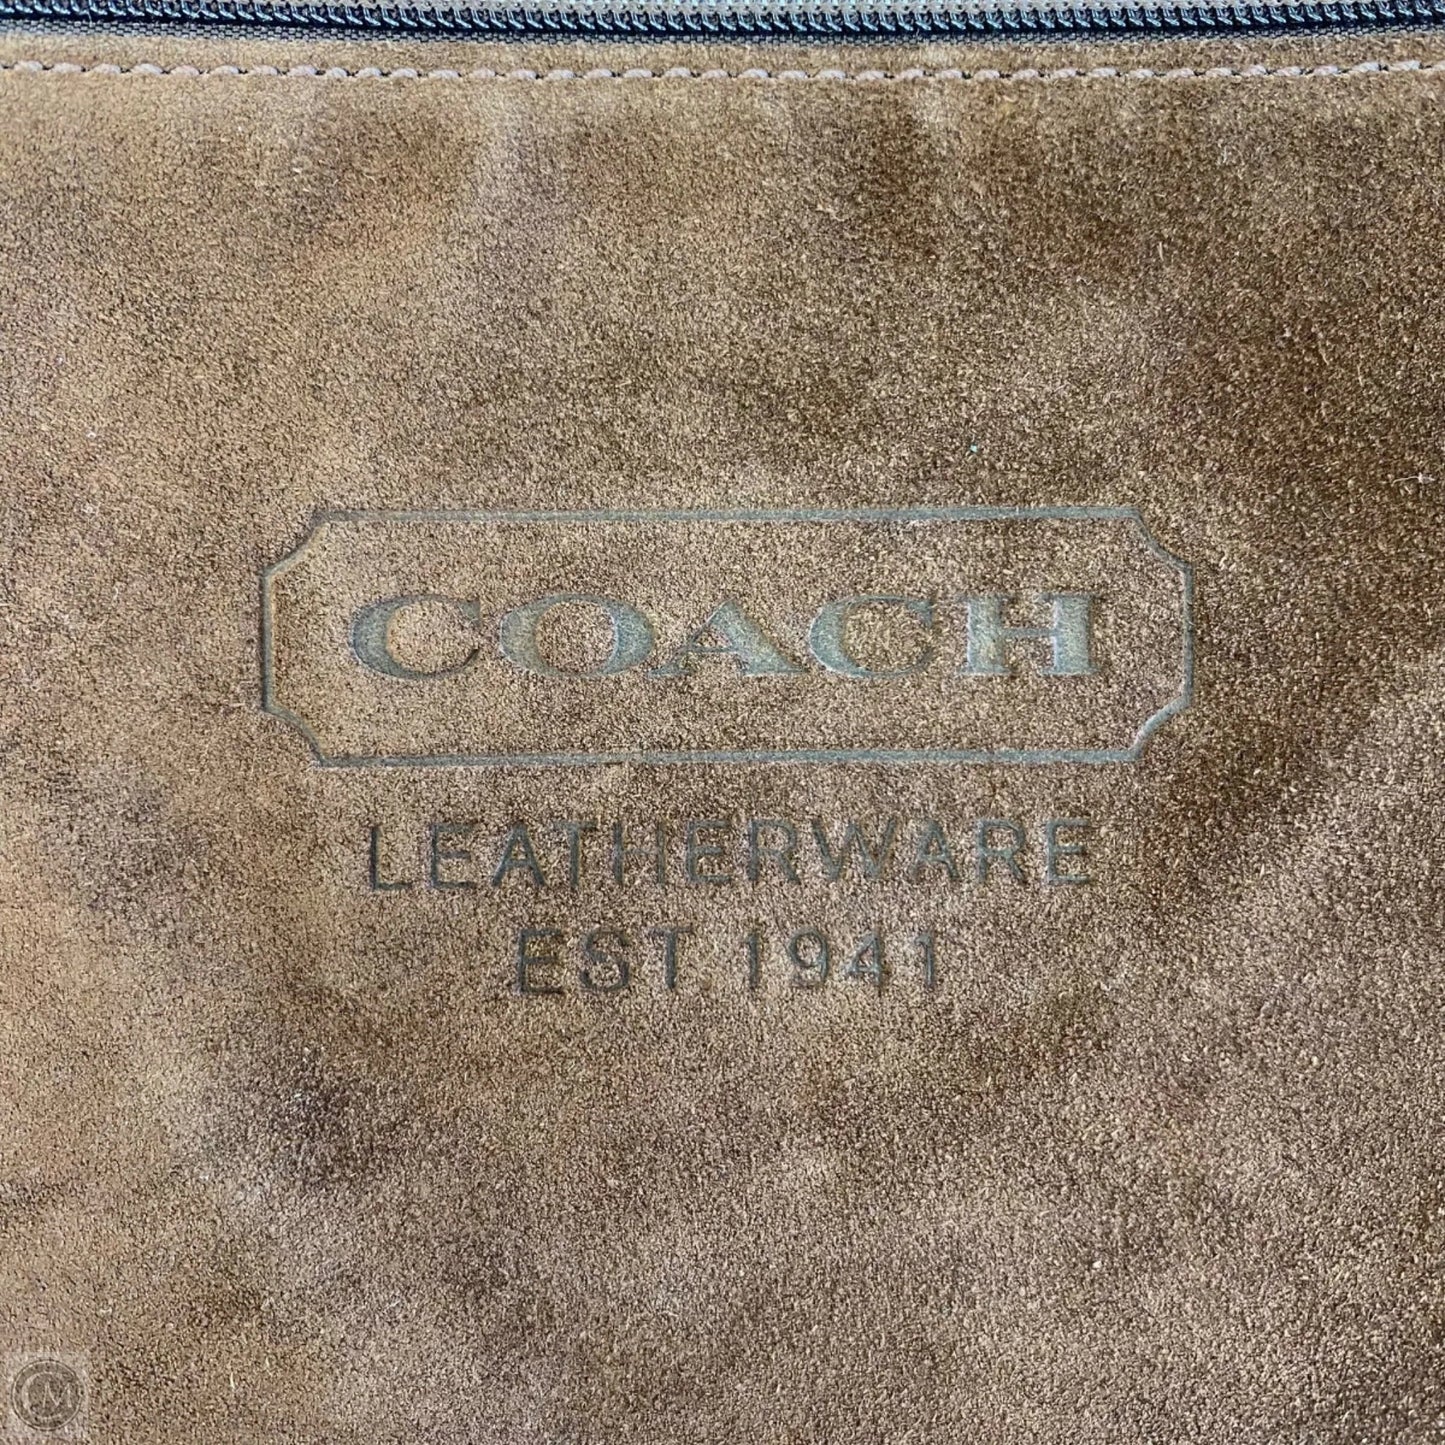 COACH
LEATHERWARE
EST. 1941